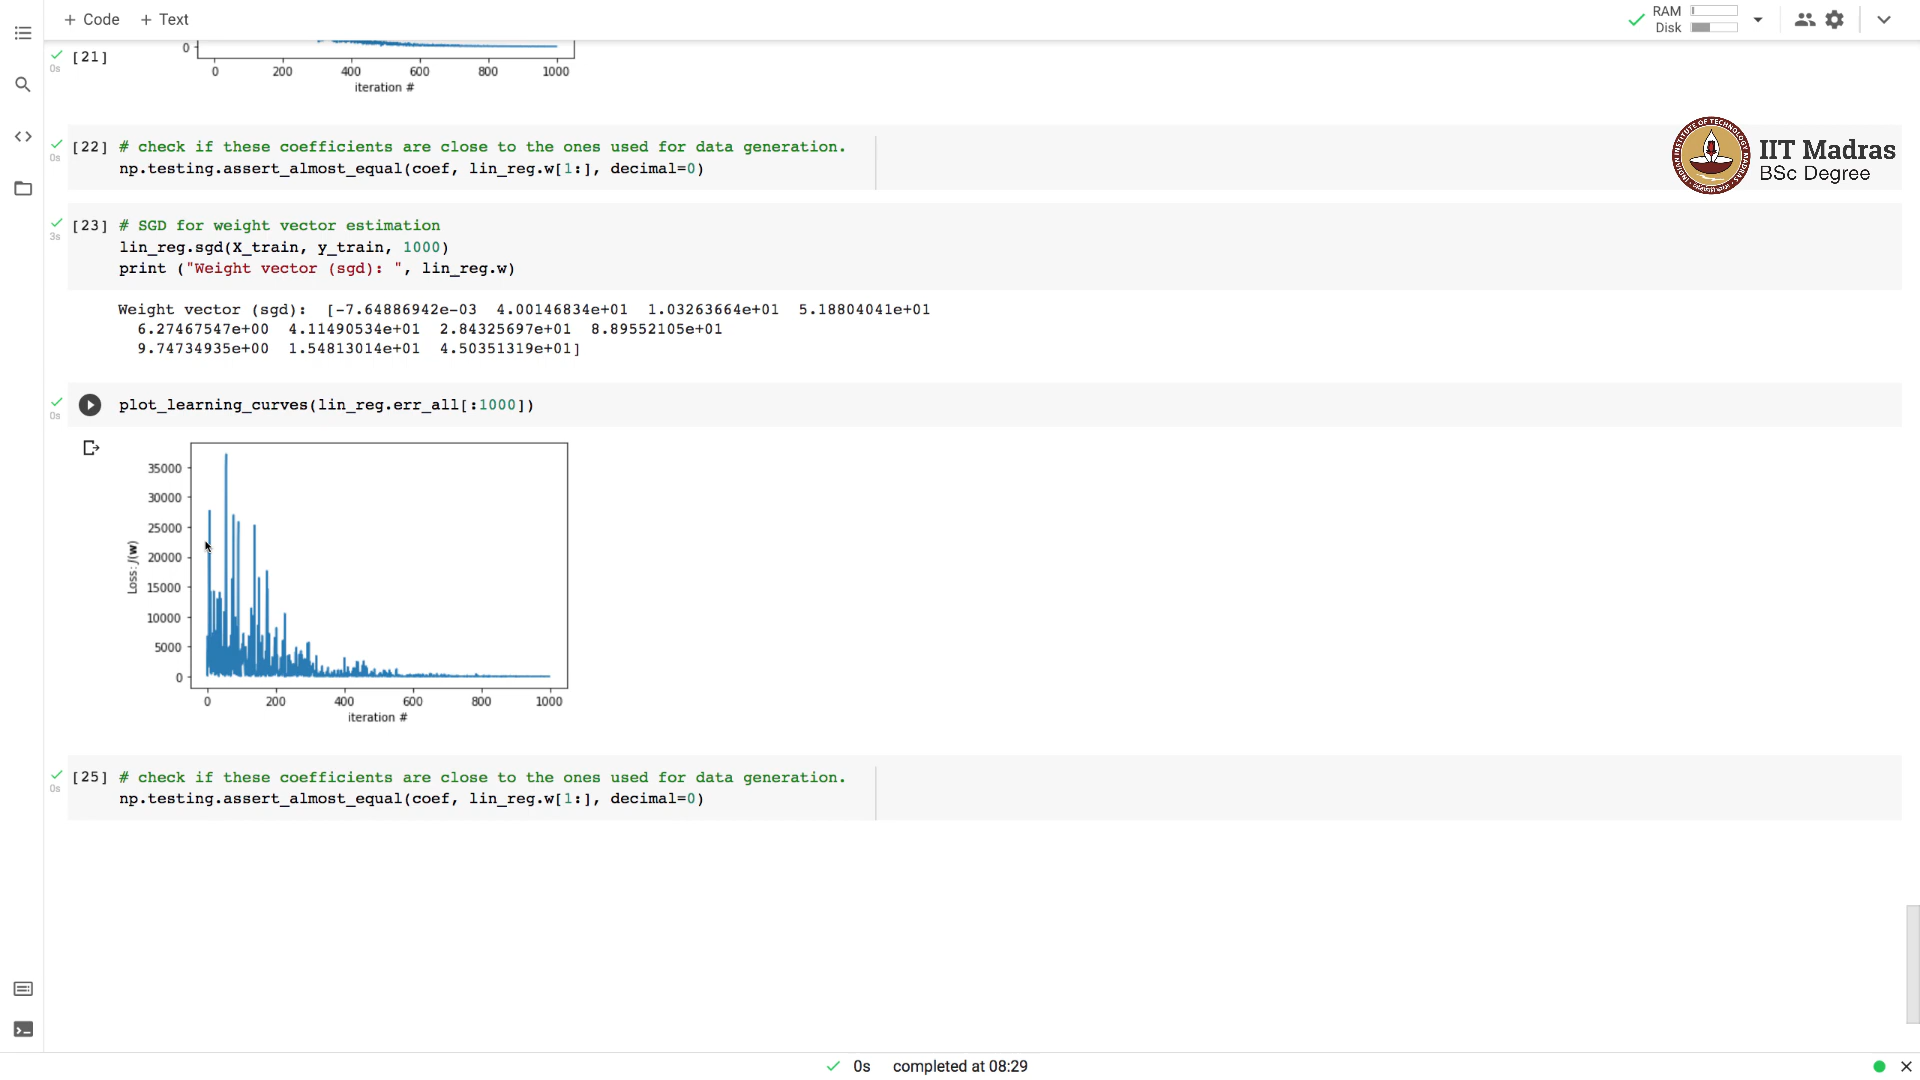 + Code + Text
RAM
Disk
0
[21]
0s
0 200 400 600 800 1000
iteration #
IIT Madras
BSc Degree
[22] # check if these coefficients are close to the ones used for data generation.
0s
np.testing.assert_almost_equal(coef, lin_reg.w[1:], decimal=0)
[23] # SGD for weight vector estimation
3s
lin_reg.sgd(X_train, y_train, 1000)
print ("Weight vector (sgd): ", lin_reg.w)
Weight vector (sgd):  [-7.64886942e-03  4.00146834e+01  1.03263664e+01  5.18804041e+01
6.27467547e+00  4.11490534e+01  2.84325697e+01  8.89552105e+01
9.74734935e+00  1.54813014e+01  4.50351319e+01]
plot_learning_curves(lin_reg.err_all[:1000])
0s
35000
30000
25000
20000
15000
10000
5000
0
Loss: J(w)
0 200 400 600 800 1000
iteration #
[25] # check if these coefficients are close to the ones used for data generation.
0s
np.testing.assert_almost_equal(coef, lin_reg.w[1:], decimal=0)
0s completed at 08:29